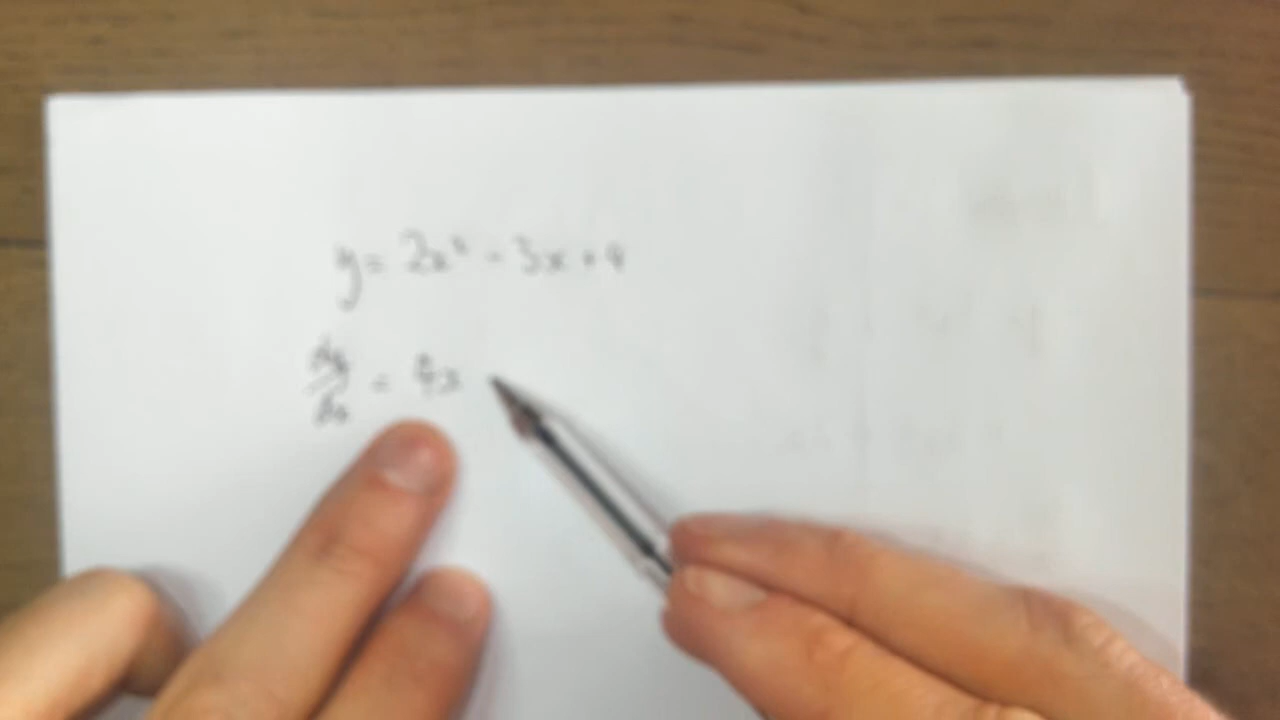 y = 2x² - 3x + 4
dy/dx = 4x